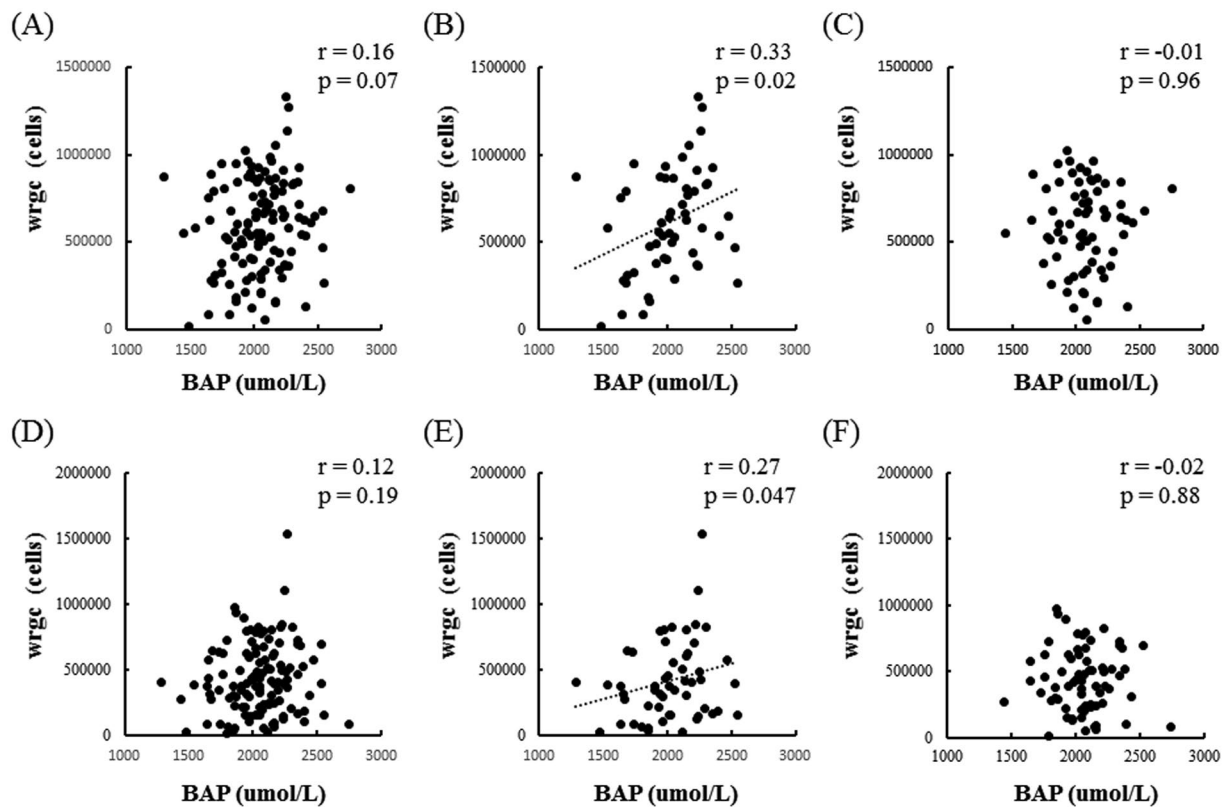 (A)
r = 0.16
p = 0.07
wrgc (cells)
1500000
1000000
500000
0
1000 1500 2000 2500 3000
BAP (umol/L)
(B)
r = 0.33
p = 0.02
wrgc (cells)
1500000
1000000
500000
0
1000 1500 2000 2500 3000
BAP (umol/L)
(C)
r = -0.01
p = 0.96
wrgc (cells)
1500000
1000000
500000
0
1000 1500 2000 2500 3000
BAP (umol/L)
(D)
r = 0.12
p = 0.19
wrgc (cells)
2000000
1500000
1000000
500000
0
1000 1500 2000 2500 3000
BAP (umol/L)
(E)
r = 0.27
p = 0.047
wrgc (cells)
2000000
1500000
1000000
500000
0
1000 1500 2000 2500 3000
BAP (umol/L)
(F)
r = -0.02
p = 0.88
wrgc (cells)
2000000
1500000
1000000
500000
0
1000 1500 2000 2500 3000
BAP (umol/L)